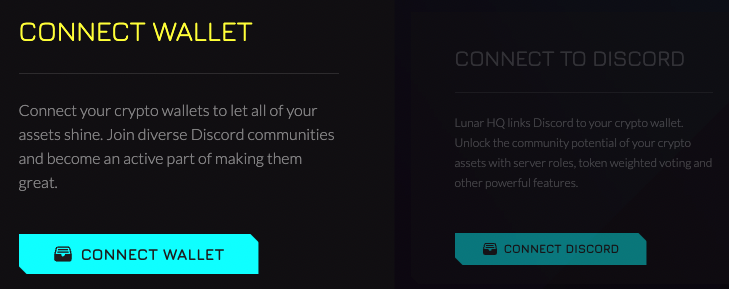 CONNECT WALLET
Connect your crypto wallets to let all of your
assets shine. Join diverse Discord communities
and become an active part of making them
great.
CONNECT WALLET
CONNECT TO DISCORD
Lunar HQ links Discord to your crypto wallet.
Unlock the community potential of your crypto
assets with server roles, token weighted voting and
other powerful features.
CONNECT DISCORD